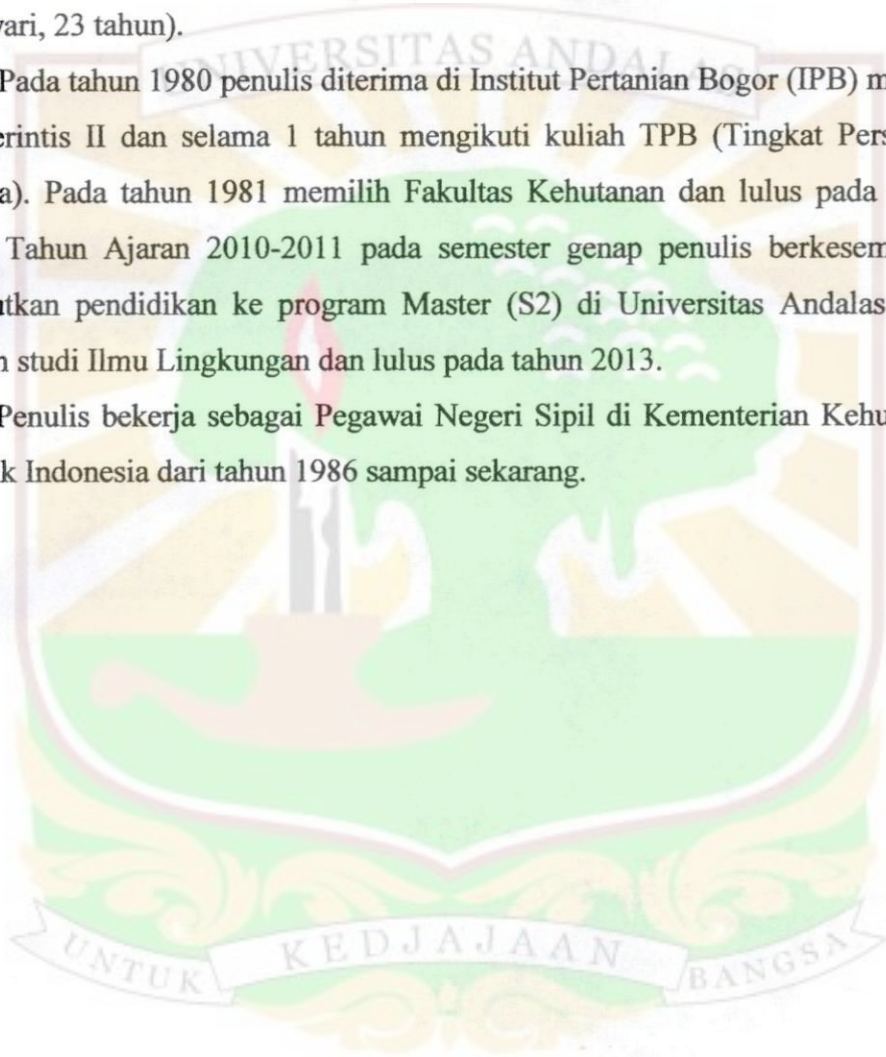 vari, 23 tahun).
UNIVERSITAS ANDALAS
Pada tahun 1980 penulis diterima di Institut Pertanian Bogor (IPB) m
erintis II dan selama 1 tahun mengikuti kuliah TPB (Tingkat Pers
a). Pada tahun 1981 memilih Fakultas Kehutanan dan lulus pada
Tahun Ajaran 2010-2011 pada semester genap penulis berkesem
utkan pendidikan ke program Master (S2) di Universitas Andalas
n studi Ilmu Lingkungan dan lulus pada tahun 2013.
Penulis bekerja sebagai Pegawai Negeri Sipil di Kementerian Kehu
k Indonesia dari tahun 1986 sampai sekarang.
UNTUK KEDJAJAAN BANGSA